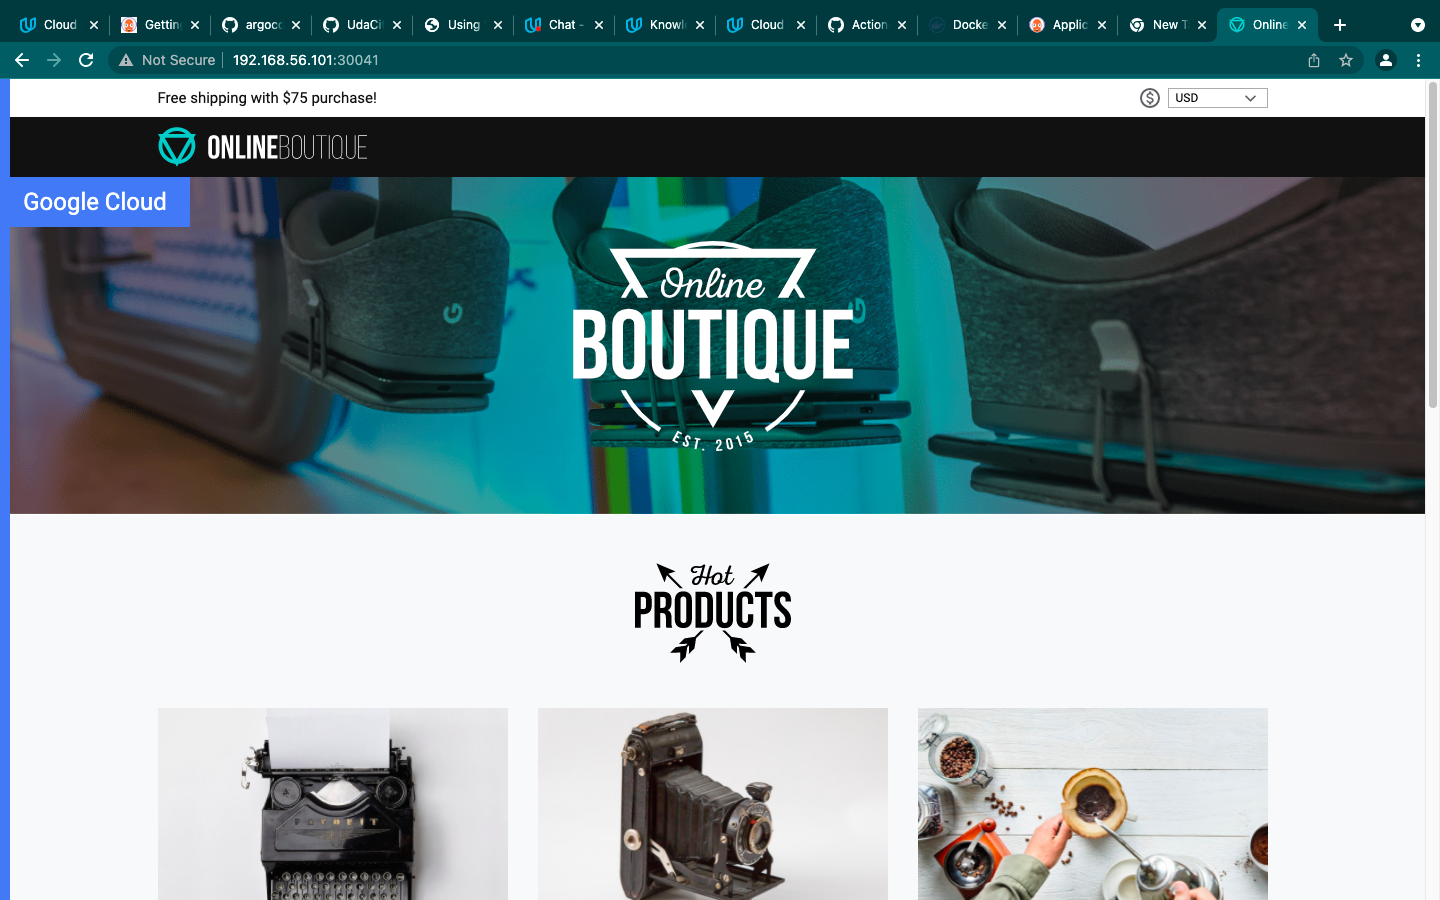 Cloud
Gettin
argoc
UdaCi
Using
Chat -
Knowl
Cloud
Action
Docke
Applic
New T
Online
Not Secure
192.168.56.101:30041
Free shipping with $75 purchase!
USD
ONLINEBOUTIQUE
Google Cloud
Online
BOUTIQUE
EST. 2015
Hot
PRODUCTS